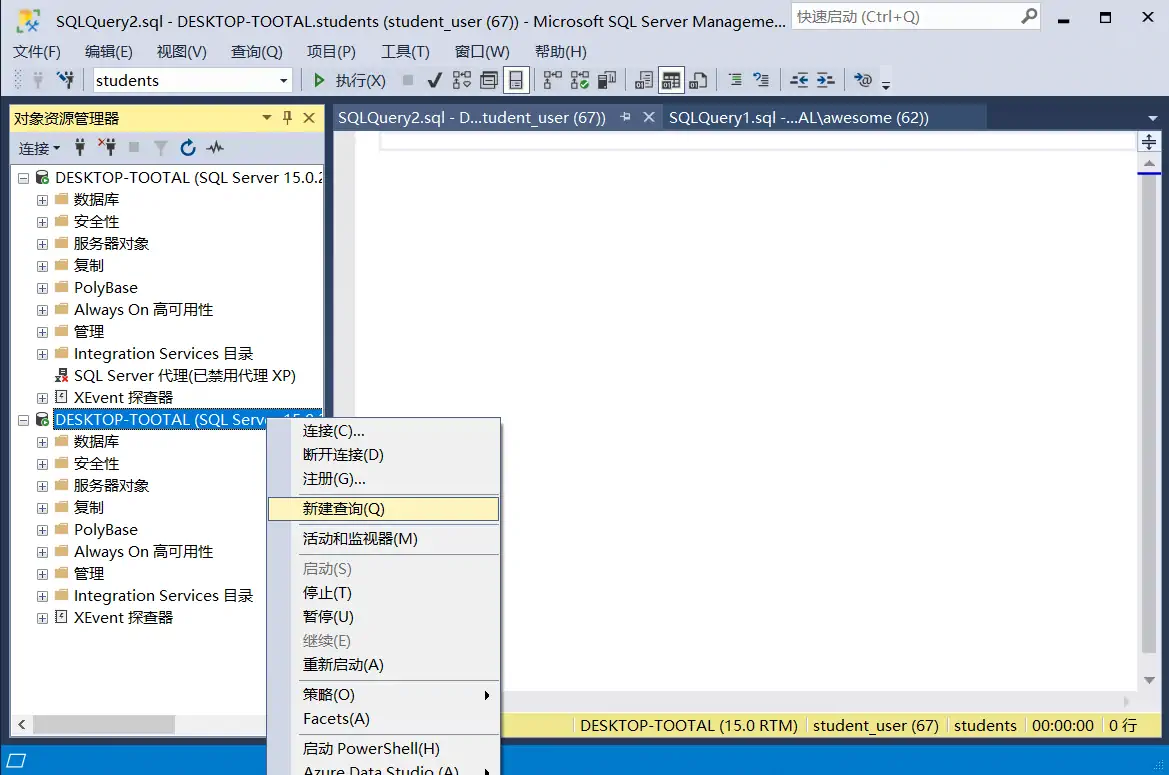 SQLQuery2.sql - DESKTOP-TOOTAL.students (student_user (67)) - Microsoft SQL Server Manageme...
快速启动 (Ctrl+Q)
文件(F) 编辑(E) 视图(V) 查询(Q) 项目(P) 工具(T) 窗口(W) 帮助(H)
students 执行(X)
对象资源管理器
SQLQuery2.sql - D...tudent_user (67)) SQLQuery1.sql -...AL\awesome (62))
连接
DESKTOP-TOOTAL (SQL Server 15.0.2
数据库
安全性
服务器对象
复制
PolyBase
Always On 高可用性
管理
Integration Services 目录
SQL Server 代理(已禁用代理 XP)
XEvent 探查器
DESKTOP-TOOTAL (SQL Serve
数据库
安全性
服务器对象
复制
PolyBase
Always On 高可用性
管理
Integration Services 目录
XEvent 探查器
连接(C)...
断开连接(D)
注册(G)...
新建查询(Q)
活动和监视器(M)
启动(S)
停止(T)
暂停(U)
继续(E)
重新启动(A)
策略(O)
Facets(A)
启动 PowerShell(H)
Azure Data Studio (A)
DESKTOP-TOOTAL (15.0 RTM) student_user (67) students 00:00:00 0 行